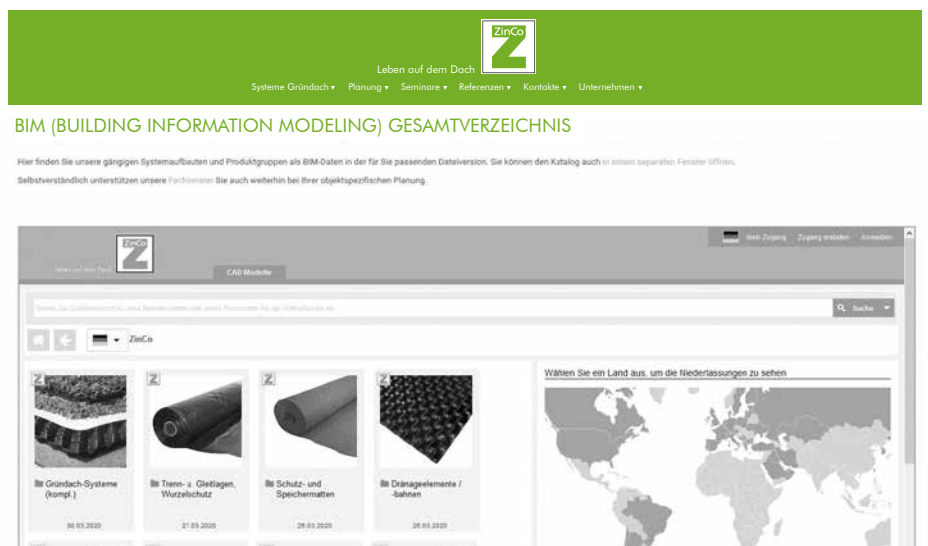 ZinCo
Leben auf dem Dach
Systeme Gründach ▾ Planung ▾ Seminare ▾ Referenzen ▾ Kontakte ▾ Unternehmen ▾
BIM (BUILDING INFORMATION MODELING) GESAMTVERZEICHNIS
Hier finden Sie unsere gängigen Systemaufbauten und Produktgruppen als BIM-Daten in der für Sie passenden Dateiversion. Sie können den Katalog auch in einem separaten Fenster öffnen.
Selbstverständlich unterstützen unsere Fachberater Sie auch weiterhin bei Ihrer objektspezifischen Planung.
Mein Zugang Zugang erstellen Anmelden
ZinCo
Leben auf dem Dach
CAD Modelle
Suche
ZinCo
Wählen Sie ein Land aus, um die Niederlassungen zu sehen
Gründach-Systeme
(kompl.)
30.03.2020
Trenn- u. Gleitlagen,
Wurzelschutz
27.03.2020
Schutz- und
Speichermatten
26.03.2020
Dränageelemente /
-bahnen
26.03.2020